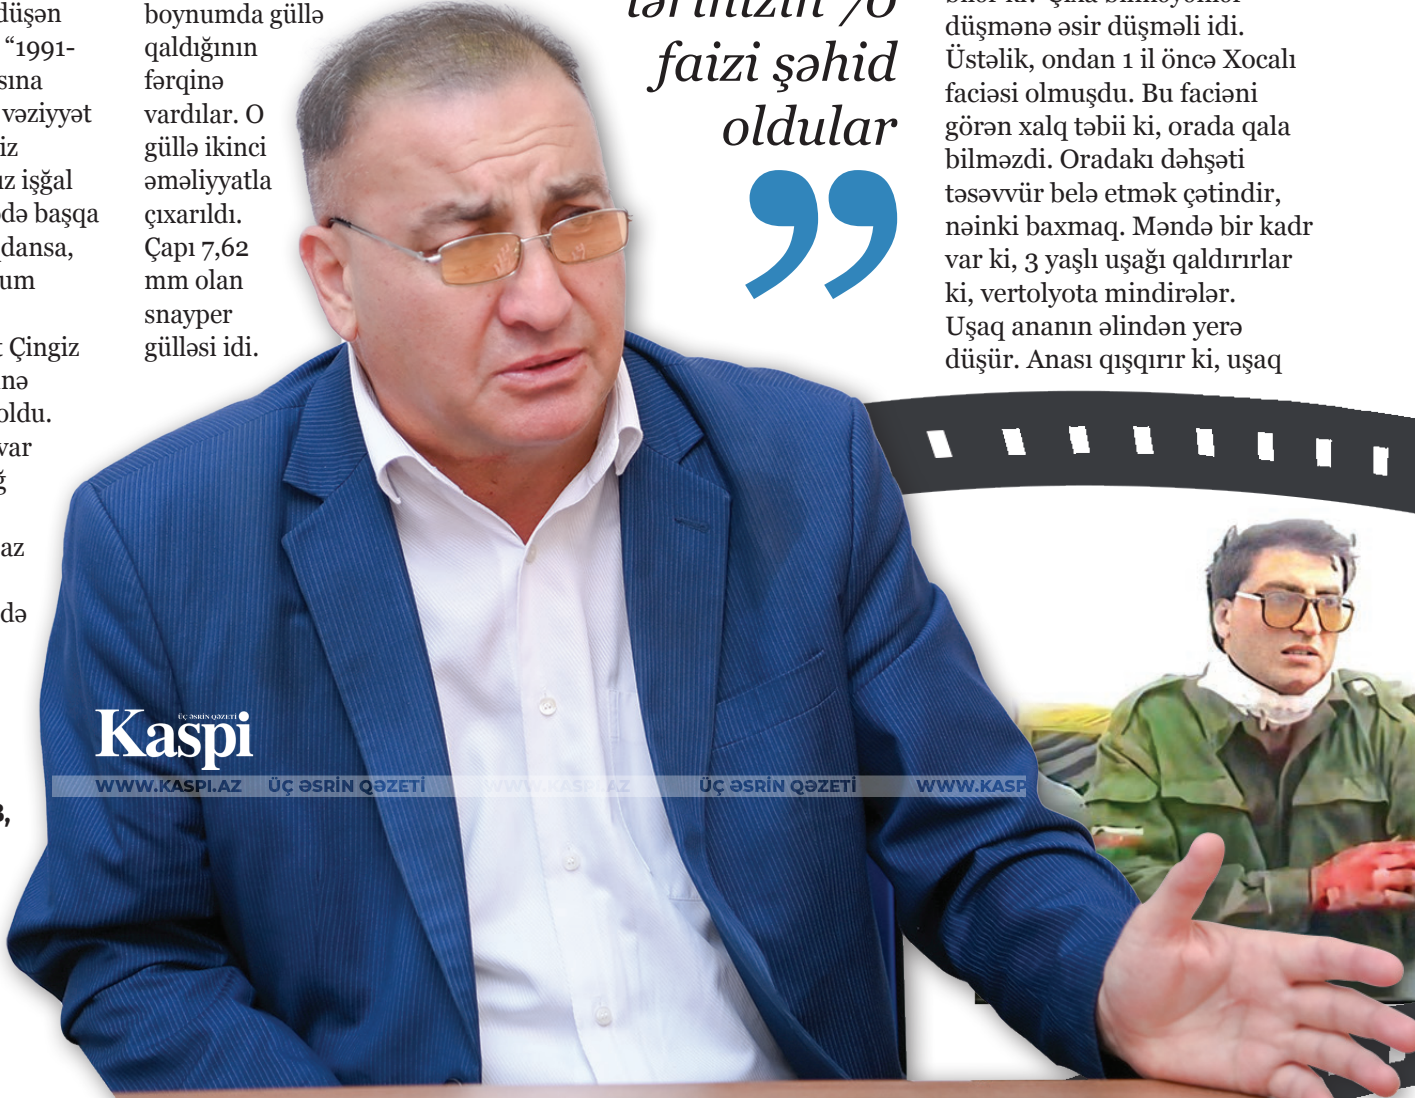 düşən
“1991-
sına
vəziyyət
iz
ız işğal
də başqa
dansa,
um
Çingiz
nə
oldu.
var
ğ
az
də
boynumda güllə
qaldığının
fərqinə
vardılar. O
güllə ikinci
əməliyyatla
çıxarıldı.
Çapı 7,62
mm olan
snayper
gülləsi idi.
70
faizi şəhid
oldular
”
düşmənə əsir düşməli idi.
Üstəlik, ondan 1 il öncə Xocalı
faciəsi olmuşdu. Bu faciəni
görən xalq təbii ki, orada qala
bilməzdi. Oradakı dəhşəti
təsəvvür belə etmək çətindir,
nəinki baxmaq. Məndə bir kadr
var ki, 3 yaşlı uşağı qaldırırlar
ki, vertolyota mindirələr.
Uşaq ananın əlindən yerə
düşür. Anası qışqırır ki, uşaq
ÜÇ ƏSRİN QƏZETİ
Kaspi
WWW.KASPI.AZ ÜÇ ƏSRİN QƏZETİ WWW.KASPI.AZ ÜÇ ƏSRİN QƏZETİ WWW.KASP